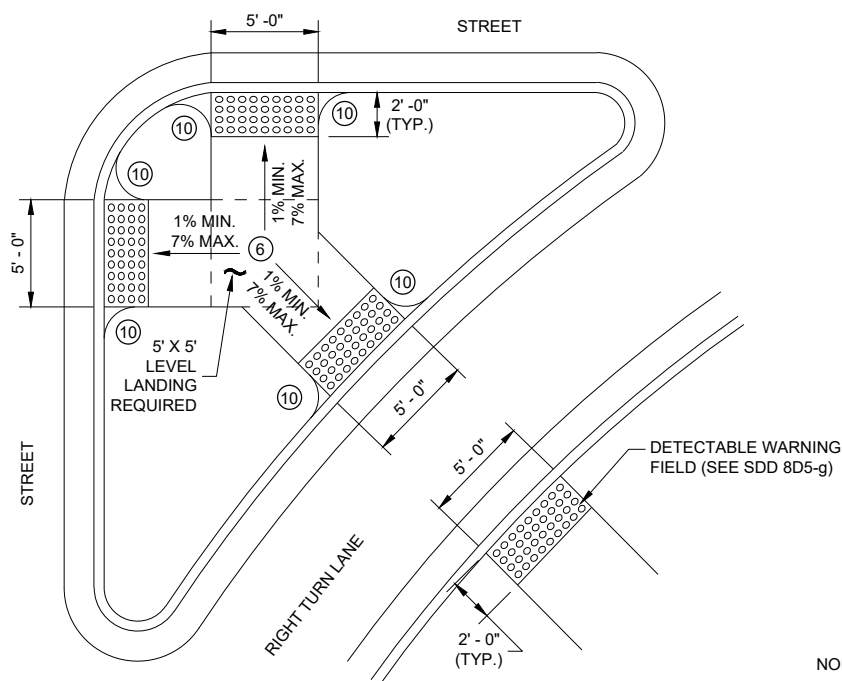 5' -0"
STREET
2' -0"
(TYP.)
10
10
10
1% MIN.
7% MAX.
1% MIN.
7% MAX.
6
5' - 0"
1% MIN.
7% MAX.
10
10
5' X 5'
LEVEL
LANDING
REQUIRED
10
5' - 0"
STREET
5' - 0"
DETECTABLE WARNING
FIELD (SEE SDD 8D5-g)
RIGHT TURN LANE
2' - 0"
(TYP.)
NO